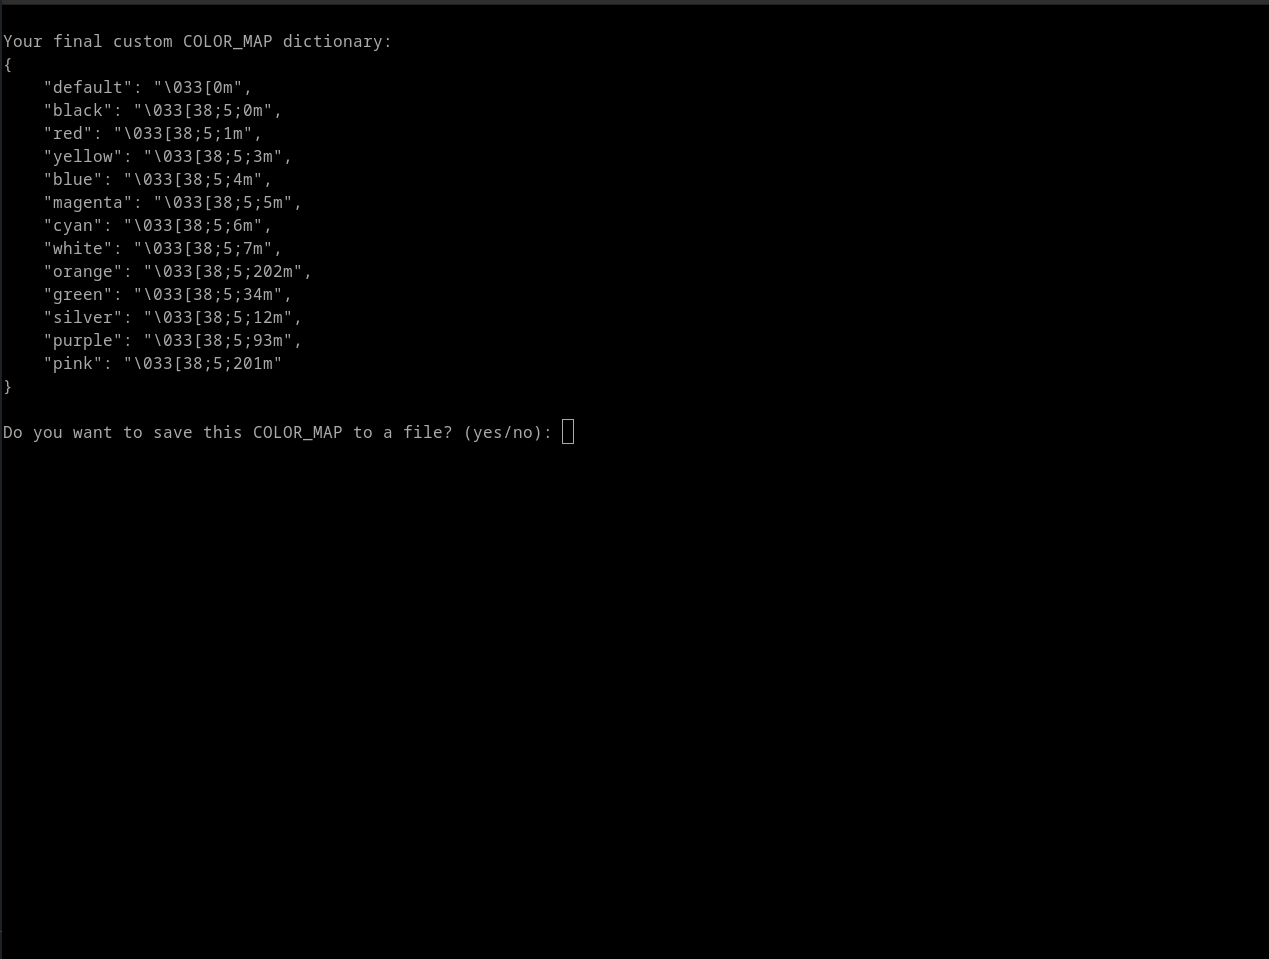 Your final custom COLOR_MAP dictionary:
{
    "default": "\033[0m",
    "black": "\033[38;5;0m",
    "red": "\033[38;5;1m",
    "yellow": "\033[38;5;3m",
    "blue": "\033[38;5;4m",
    "magenta": "\033[38;5;5m",
    "cyan": "\033[38;5;6m",
    "white": "\033[38;5;7m",
    "orange": "\033[38;5;202m",
    "green": "\033[38;5;34m",
    "silver": "\033[38;5;12m",
    "purple": "\033[38;5;93m",
    "pink": "\033[38;5;201m"
}
Do you want to save this COLOR_MAP to a file? (yes/no):